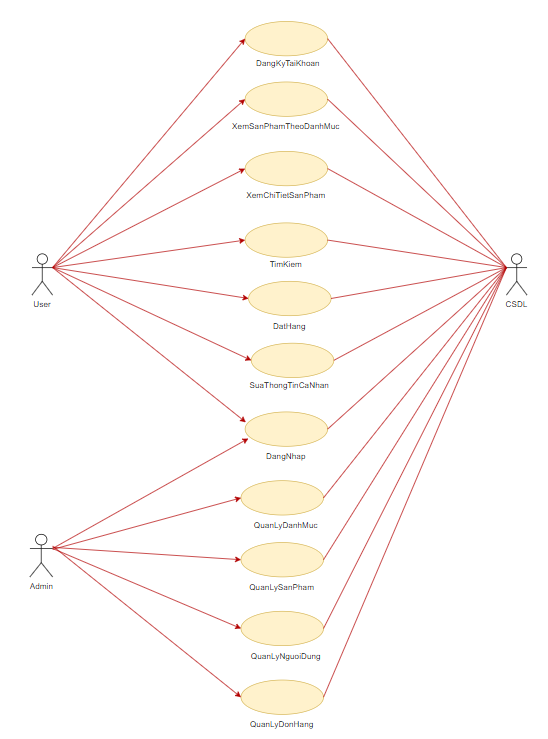 DangKyTaiKhoan
XemSanPhamTheoDanhMuc
XemChiTietSanPham
TimKiem
User
CSDL
DatHang
SuaThongTinCaNhan
DangNhap
QuanLyDanhMuc
Admin
QuanLySanPham
QuanLyNguoiDung
QuanLyDonHang